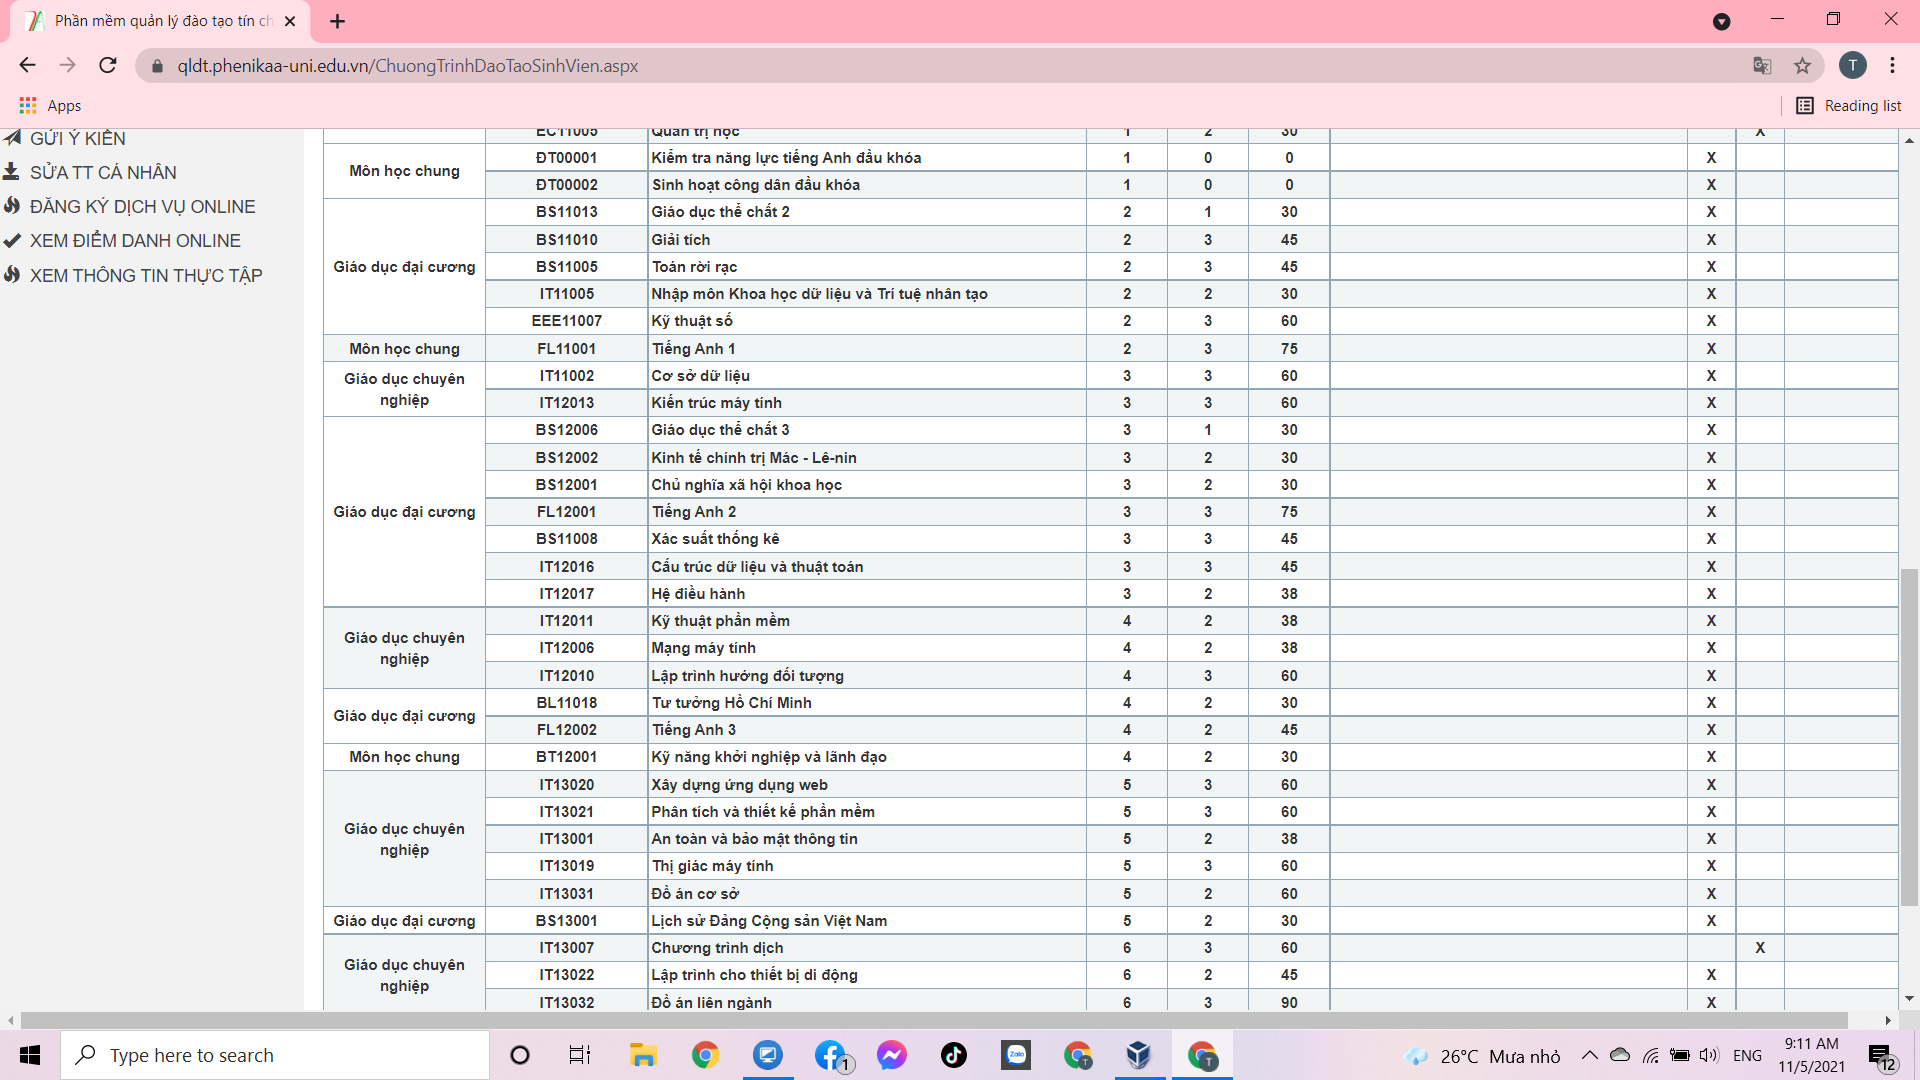 Phần mềm quản lý đào tạo tín ch
qldt.phenikaa-uni.edu.vn/ChuongTrinhDaoTaoSinhVien.aspx
T
Apps
Reading list
GỬI Ý KIẾN
SỬA TT CÁ NHÂN
ĐĂNG KÝ DỊCH VỤ ONLINE
XEM ĐIỂM DANH ONLINE
XEM THÔNG TIN THỰC TẬP
EC11005 Quản trị học 1 2 30 X
Môn học chung
ĐT00001 Kiểm tra năng lực tiếng Anh đầu khóa 1 0 0 X
ĐT00002 Sinh hoạt công dân đầu khóa 1 0 0 X
Giáo dục đại cương
BS11013 Giáo dục thể chất 2 2 1 30 X
BS11010 Giải tích 2 3 45 X
BS11005 Toán rời rạc 2 3 45 X
IT11005 Nhập môn Khoa học dữ liệu và Trí tuệ nhân tạo 2 2 30 X
EEE11007 Kỹ thuật số 2 3 60 X
Môn học chung FL11001 Tiếng Anh 1 2 3 75 X
Giáo dục chuyên
nghiệp
IT11002 Cơ sở dữ liệu 3 3 60 X
IT12013 Kiến trúc máy tính 3 3 60 X
Giáo dục đại cương
BS12006 Giáo dục thể chất 3 3 1 30 X
BS12002 Kinh tế chính trị Mác - Lê-nin 3 2 30 X
BS12001 Chủ nghĩa xã hội khoa học 3 2 30 X
FL12001 Tiếng Anh 2 3 3 75 X
BS11008 Xác suất thống kê 3 3 45 X
IT12016 Cấu trúc dữ liệu và thuật toán 3 3 45 X
IT12017 Hệ điều hành 3 2 38 X
Giáo dục chuyên
nghiệp
IT12011 Kỹ thuật phần mềm 4 2 38 X
IT12006 Mạng máy tính 4 2 38 X
IT12010 Lập trình hướng đối tượng 4 3 60 X
Giáo dục đại cương
BL11018 Tư tưởng Hồ Chí Minh 4 2 30 X
FL12002 Tiếng Anh 3 4 2 45 X
Môn học chung BT12001 Kỹ năng khởi nghiệp và lãnh đạo 4 2 30 X
Giáo dục chuyên
nghiệp
IT13020 Xây dựng ứng dụng web 5 3 60 X
IT13021 Phân tích và thiết kế phần mềm 5 3 60 X
IT13001 An toàn và bảo mật thông tin 5 2 38 X
IT13019 Thị giác máy tính 5 3 60 X
IT13031 Đồ án cơ sở 5 2 60 X
Giáo dục đại cương BS13001 Lịch sử Đảng Cộng sản Việt Nam 5 2 30 X
Giáo dục chuyên
nghiệp
IT13007 Chương trình dịch 6 3 60 X
IT13022 Lập trình cho thiết bị di động 6 2 45 X
IT13032 Đồ án liên ngành 6 3 90 X
Type here to search
1
Zalo
T
T
26°C Mưa nhỏ
ENG
9:11 AM
11/5/2021
12